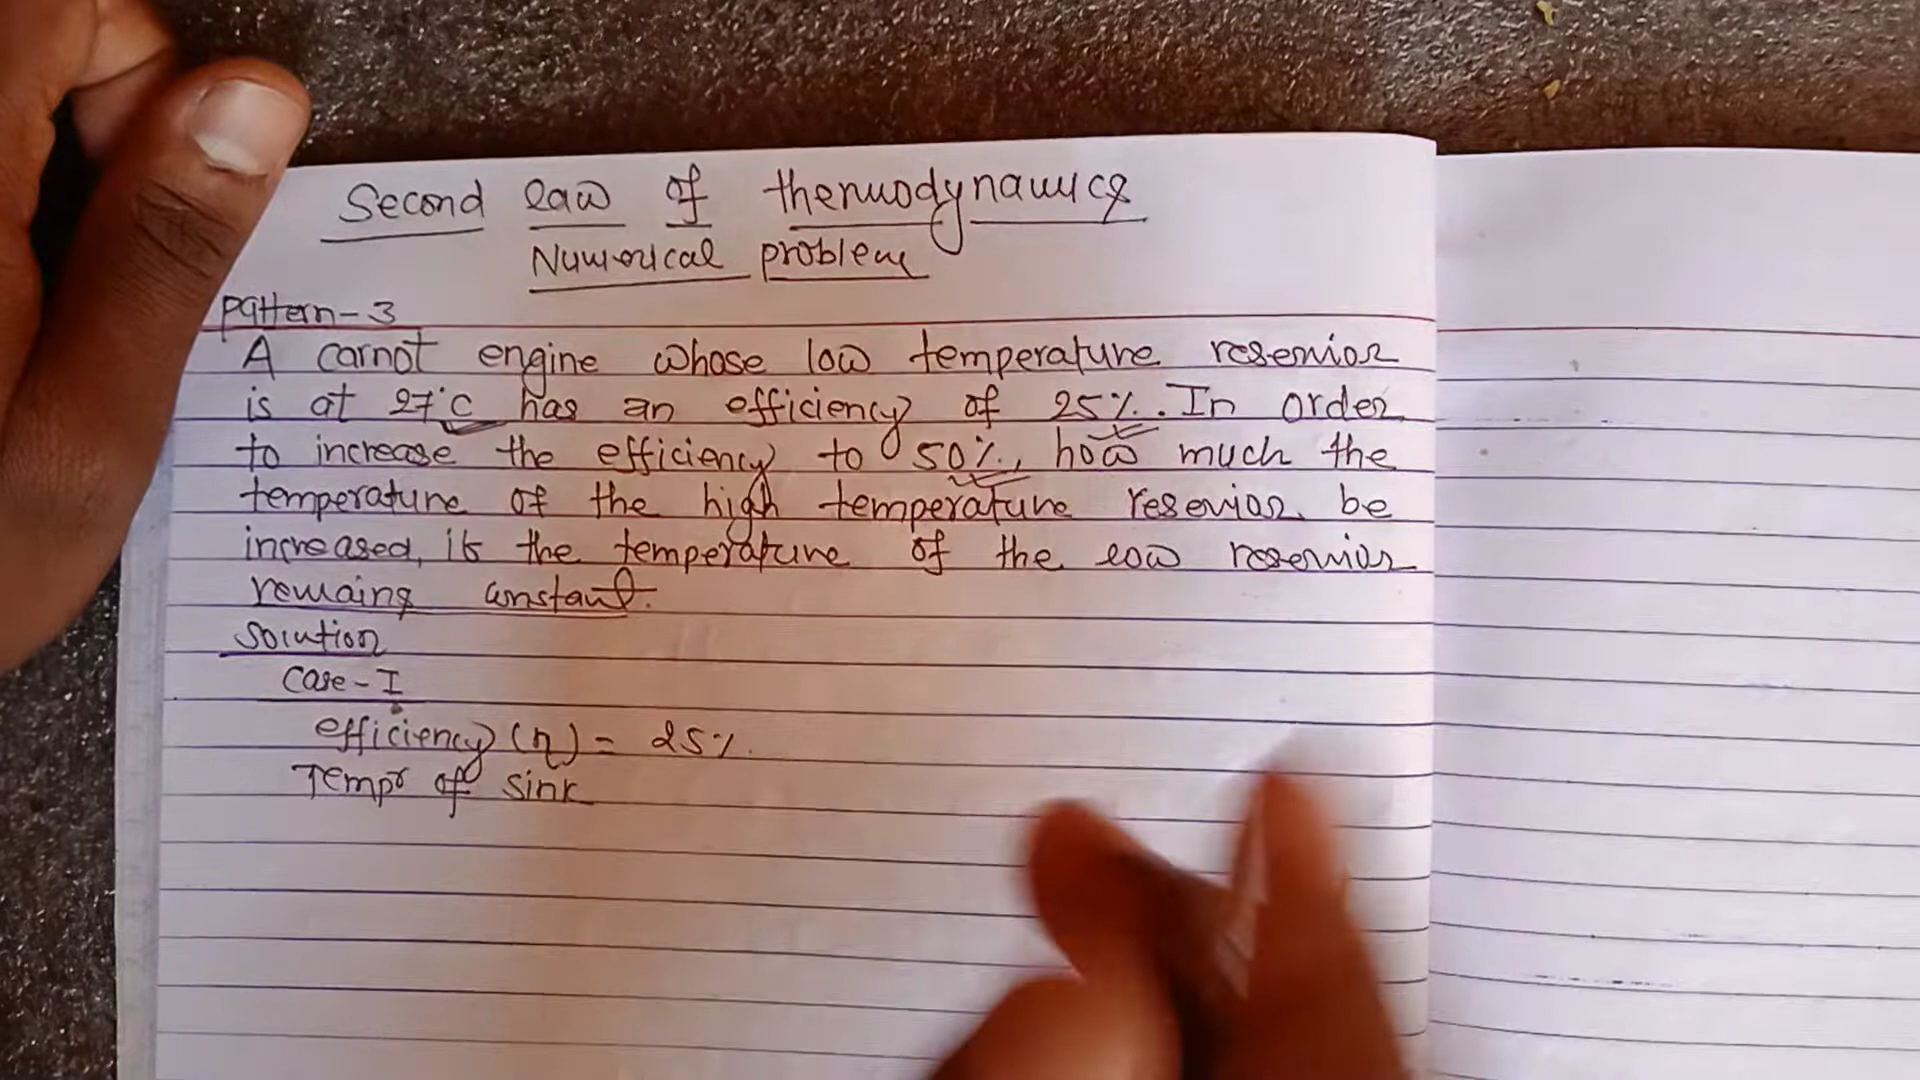 Second law of thermodynamics
Numerical problem
Pattern-3
A carnot engine whose low temperature reservior
is at 27°C has an efficiency of 25%. In order
to increase the efficiency to 50%, how much the
temperature of the high temperature resevior be
increased, if the temperature of the low reservior
remains constant.
Solution
Case-I
efficiency (η) = 25%.
Tempr of sink